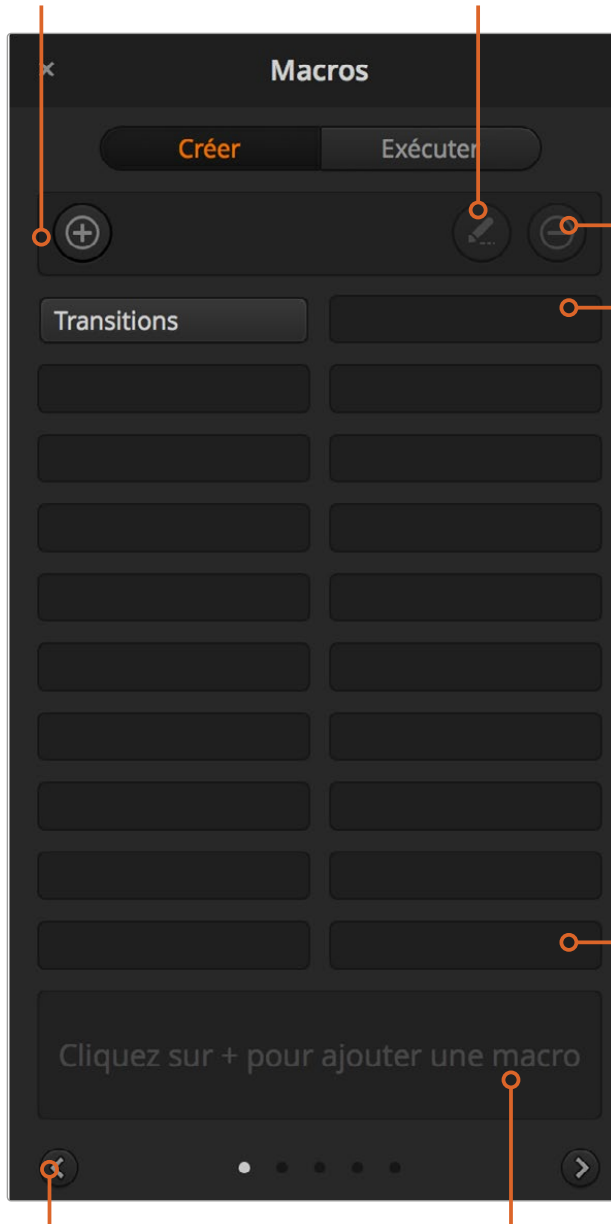 Macros
Créer
Exécuter
Transitions
Cliquez sur + pour ajouter une macro